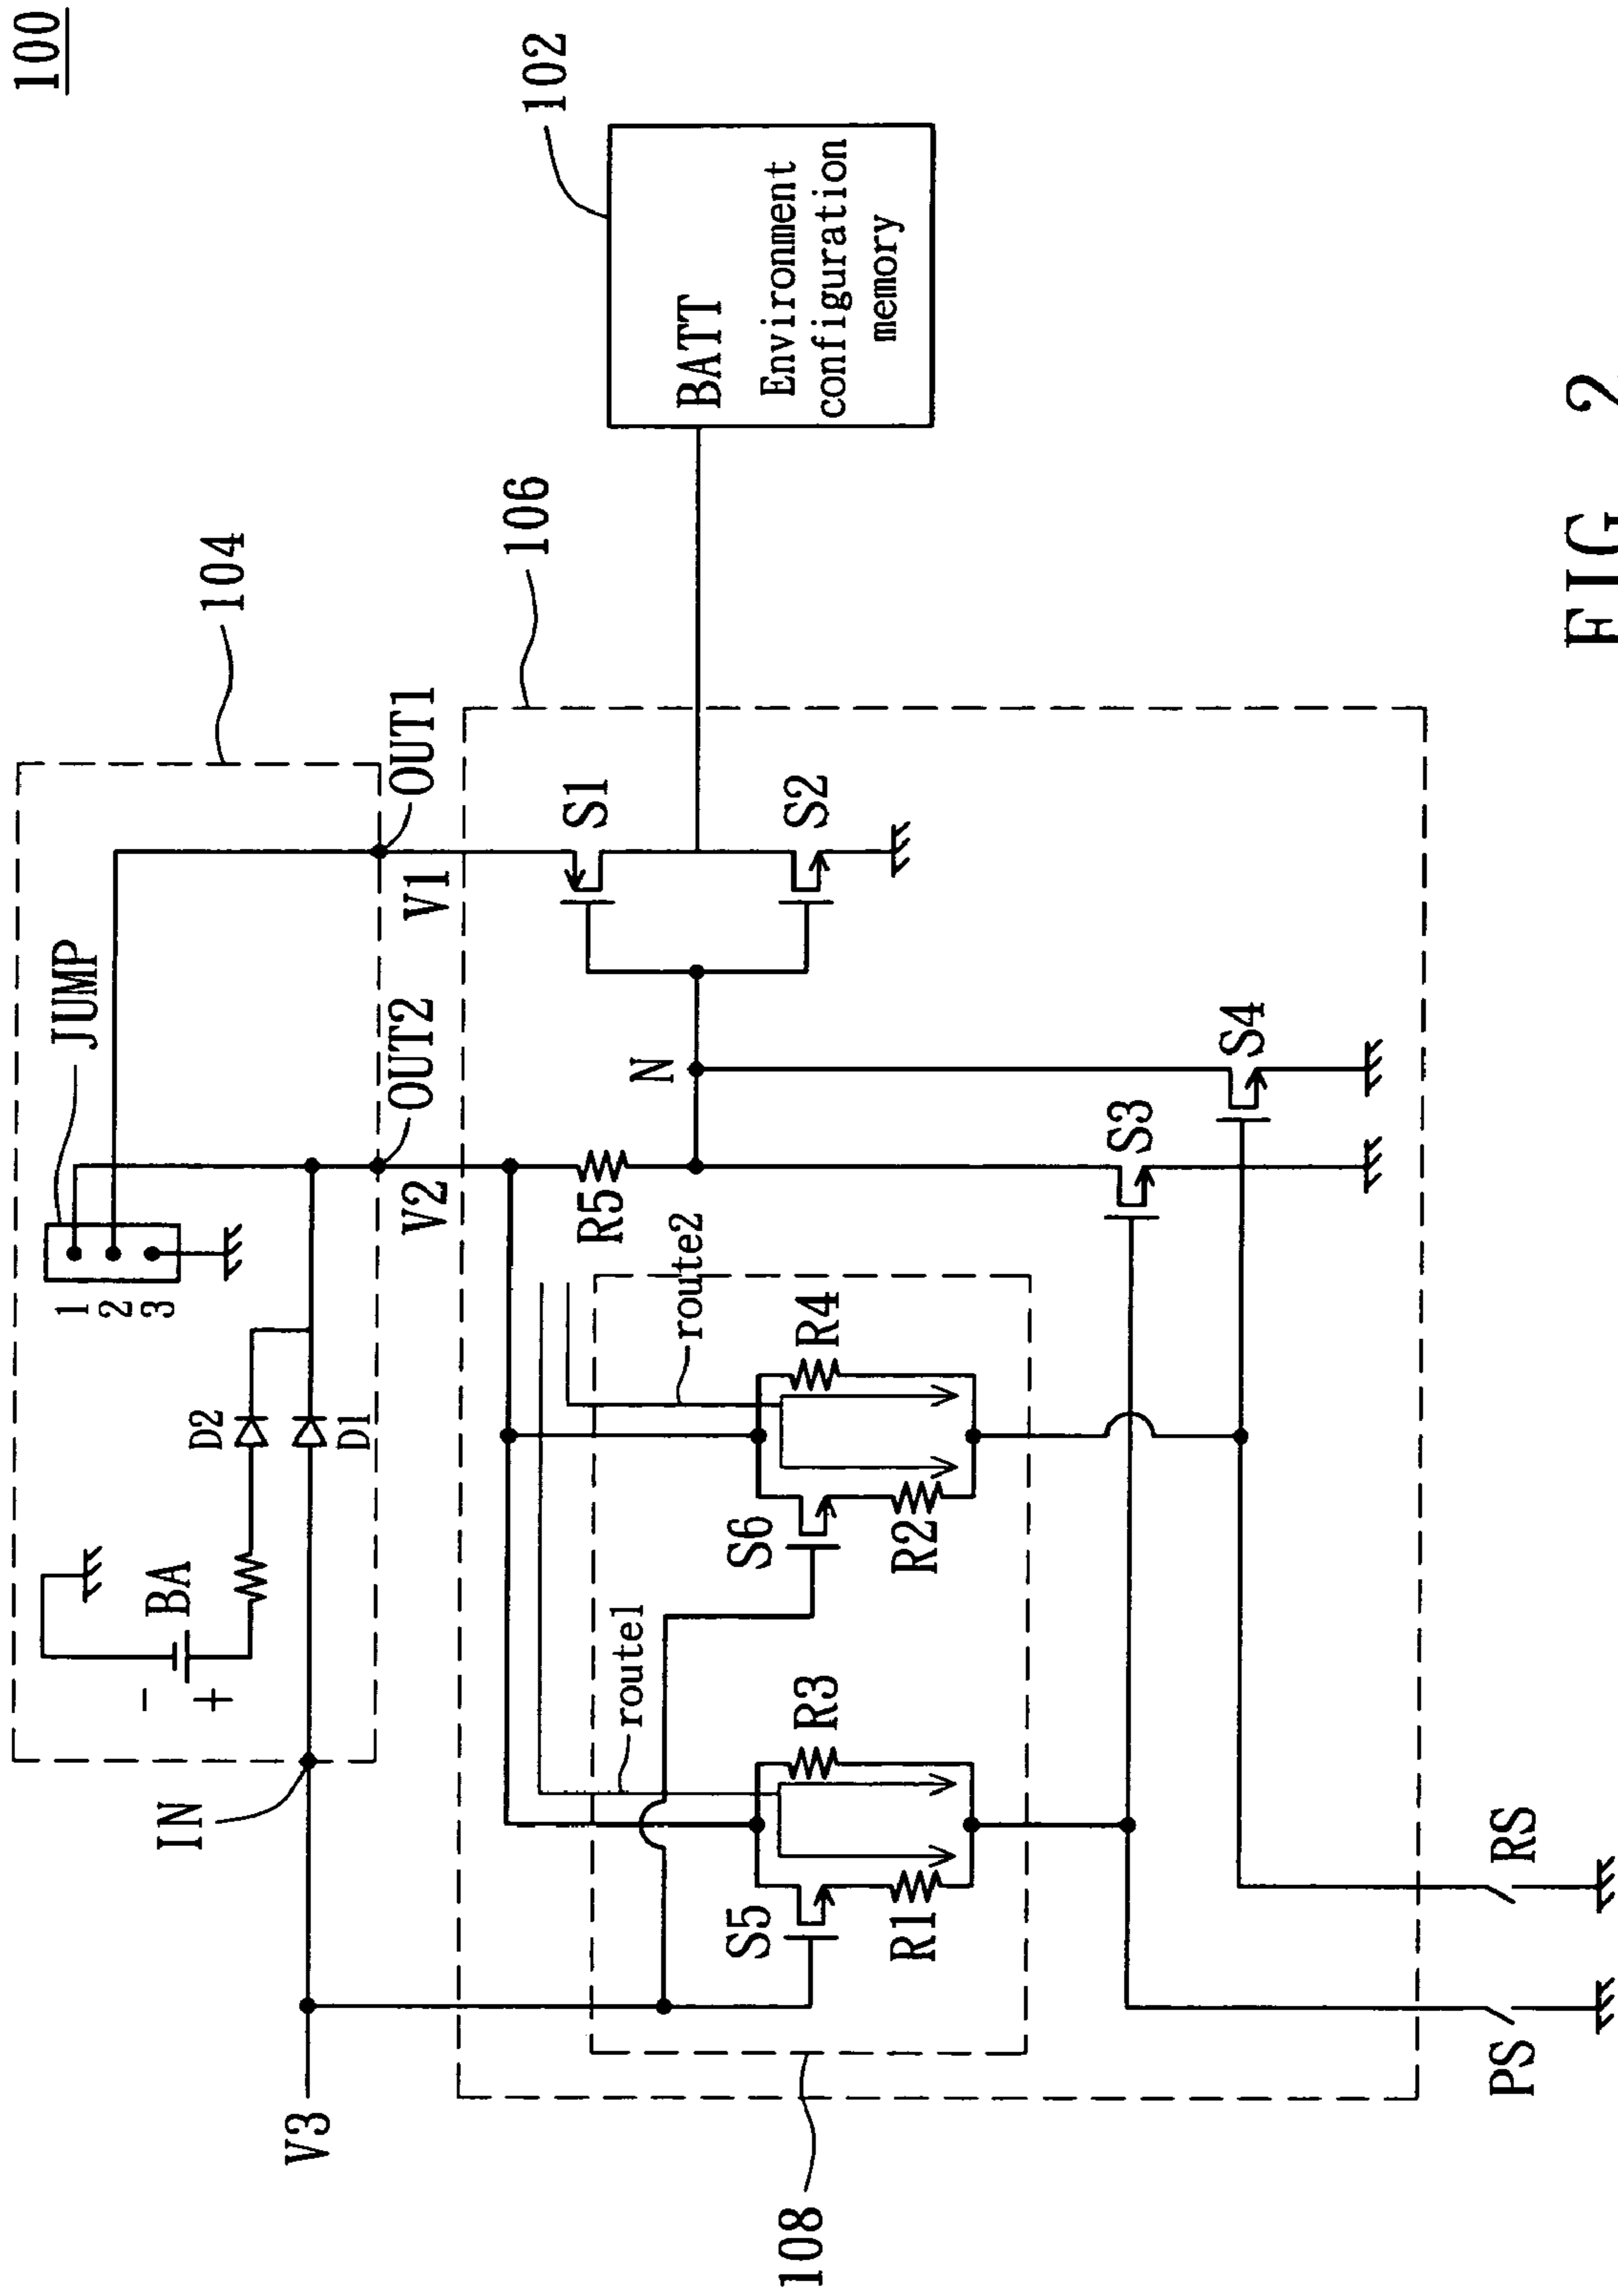 100
104
JUMP
1
2
3
D2
D1
BA
-
+
IN
V3
OUT2
OUT1
V2
V1
106
102
BATT
Environment
configuration
memory
S1
S2
N
R5
S3
S4
route2
route1
S6
R4
R2
S5
R3
R1
108
RS
PS
FIG. 2